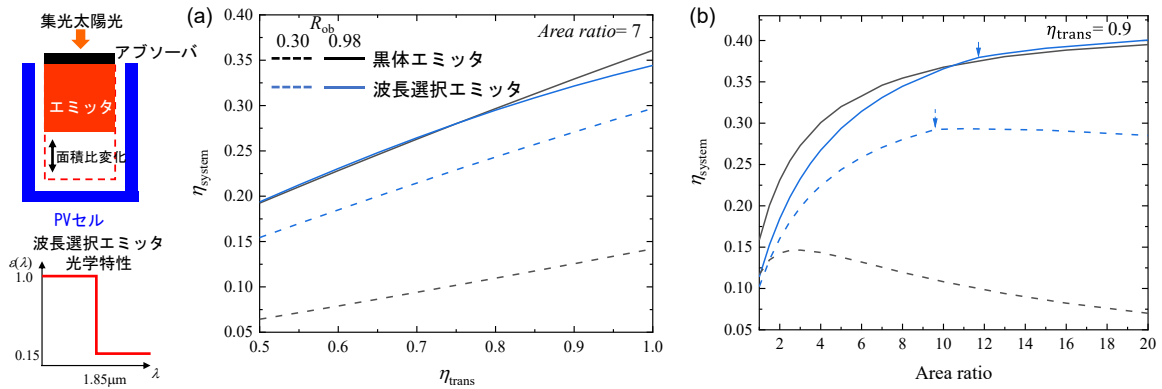 集光太陽光
アブソーバ
エミッタ
面積比変化
PVセル
波長選択エミッタ
光学特性
ε(λ)
1.0
0.15
1.85μm
λ
(a)
R_ob
0.30 0.98
Area ratio= 7
黒体エミッタ
波長選択エミッタ
η_system
0.40
0.35
0.30
0.25
0.20
0.15
0.10
0.05
0.5 0.6 0.7 0.8 0.9 1.0
η_trans
(b)
η_trans = 0.9
η_system
0.40
0.35
0.30
0.25
0.20
0.15
0.10
0.05
2 4 6 8 10 12 14 16 18 20
Area ratio